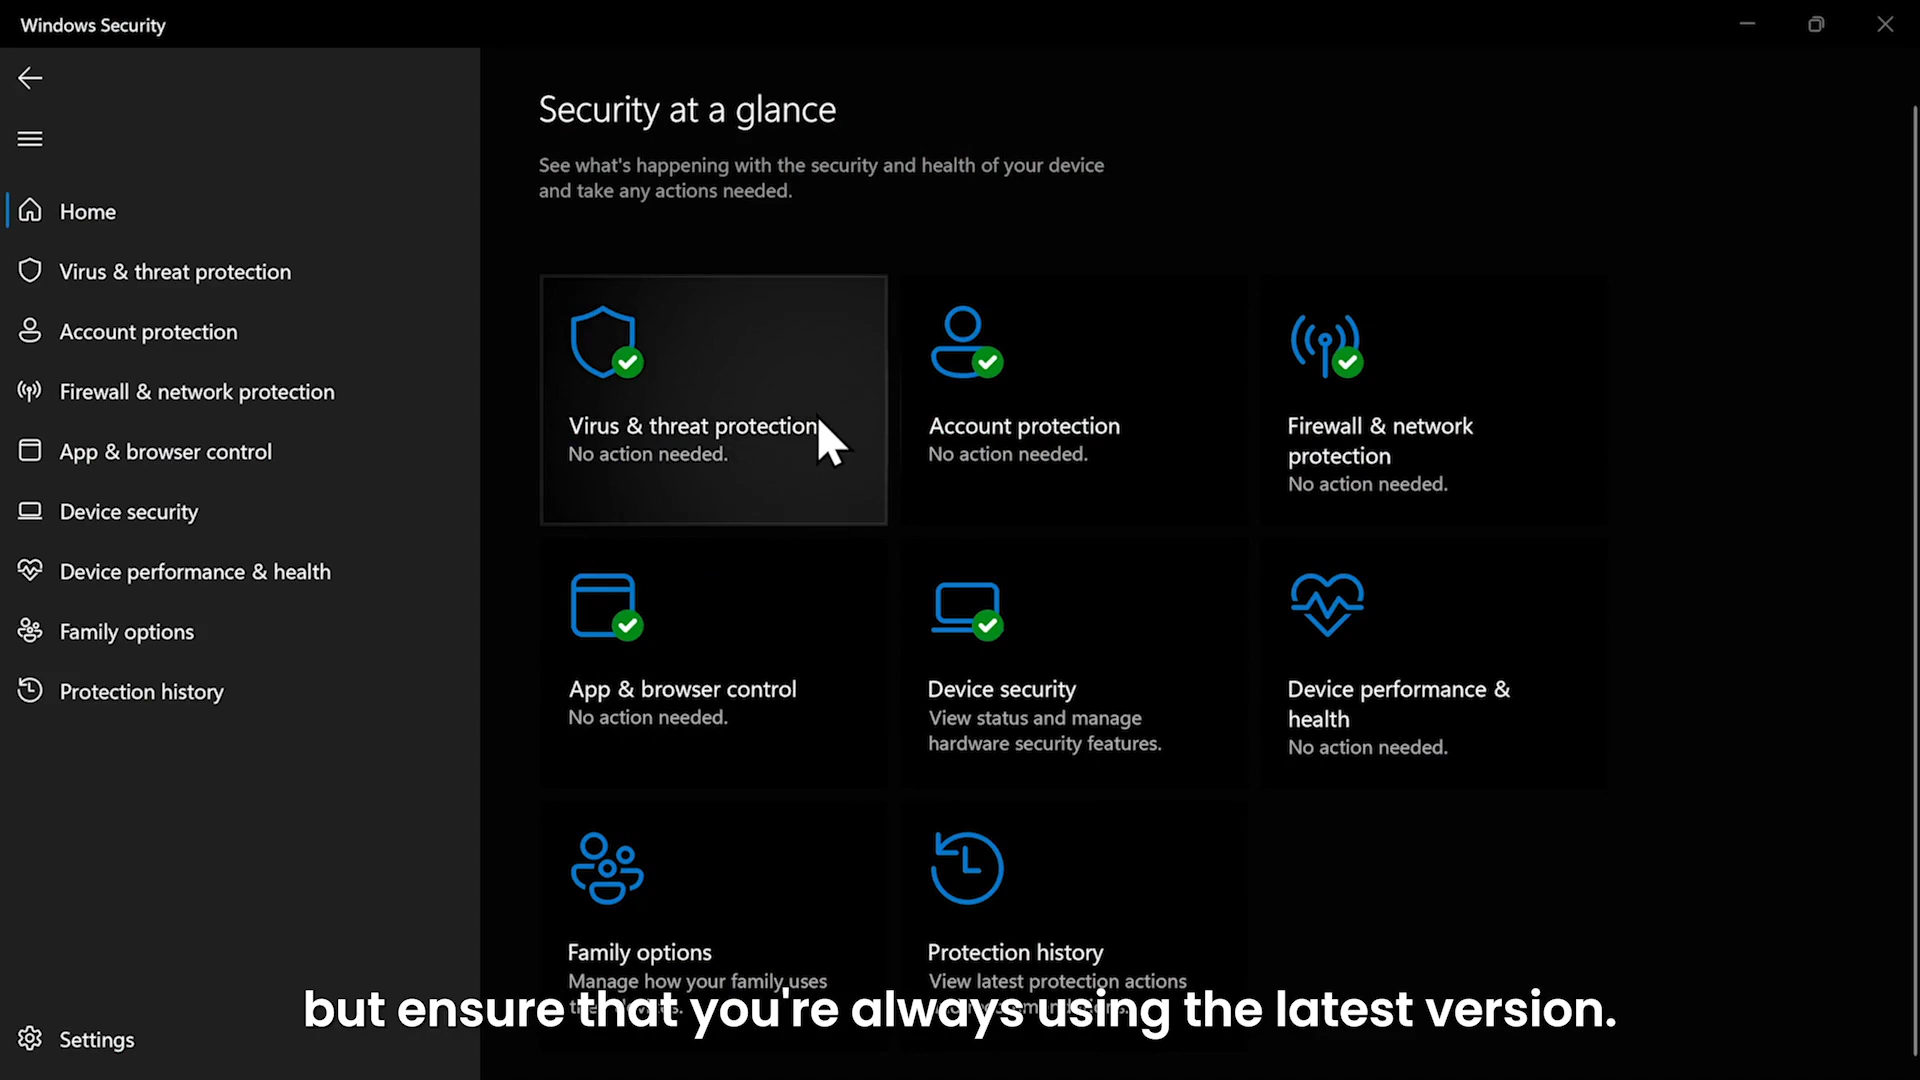 Windows Security
Home
Virus & threat protection
Account protection
Firewall & network protection
App & browser control
Device security
Device performance & health
Family options
Protection history
Settings
Security at a glance
See what's happening with the security and health of your device
and take any actions needed.
Virus & threat protection
No action needed.
Account protection
No action needed.
Firewall & network
protection
No action needed.
App & browser control
No action needed.
Device security
View status and manage
hardware security features.
Device performance &
health
No action needed.
Family options
Manage how your family uses
Protection history
View latest protection actions
but ensure that you're always using the latest version.